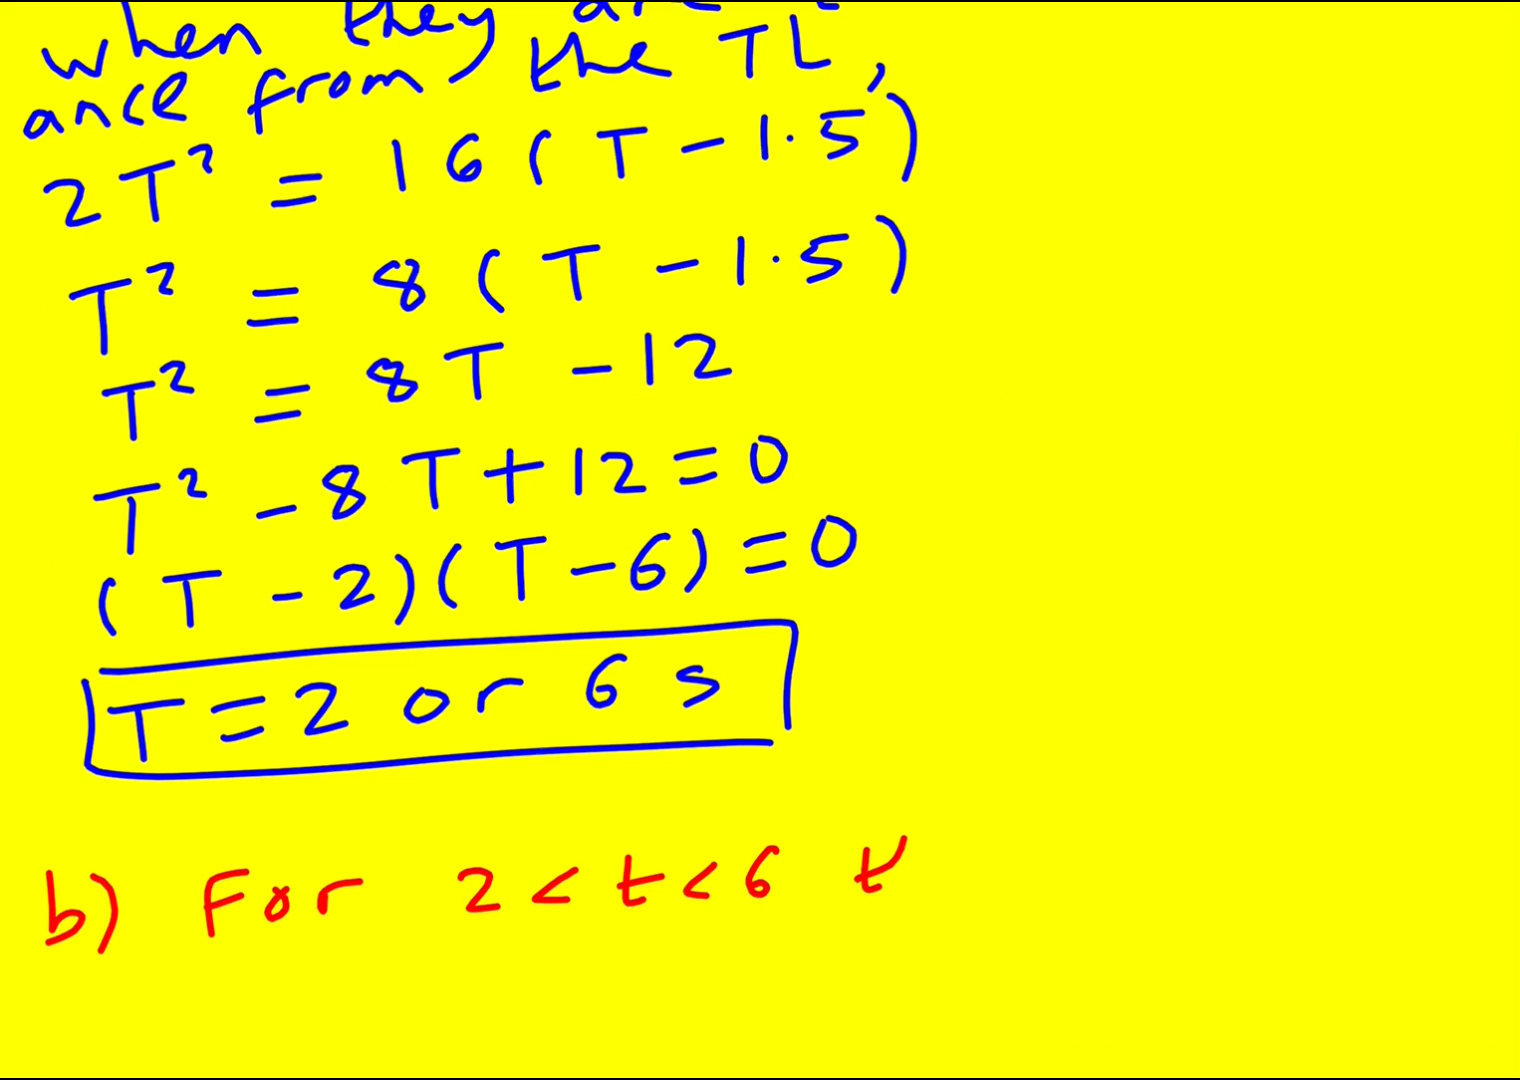 when they
ance from the TL,
2T² = 16(T - 1.5)
T² = 8(T - 1.5)
T² = 8T - 12
T² - 8T + 12 = 0
(T - 2)(T - 6) = 0
T = 2 or 6 s
b) For 2 < t < 6 t